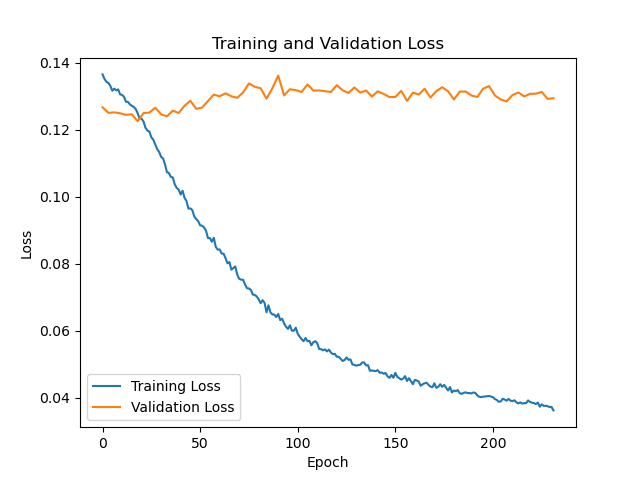 Training and Validation Loss
0.14
0.12
0.10
0.08
0.06
0.04
Loss
Training Loss
Validation Loss
0
50
100
150
200
Epoch